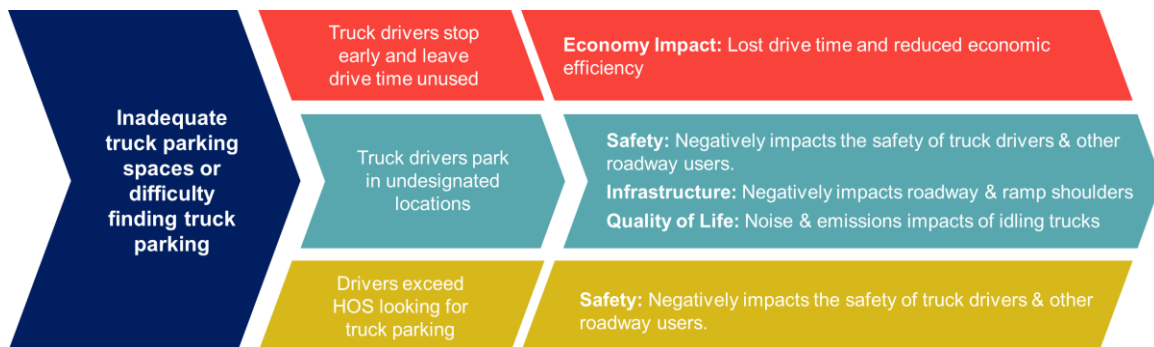 Inadequate
truck parking
spaces or
difficulty
finding truck
parking
Truck drivers stop
early and leave
drive time unused
Economy Impact: Lost drive time and reduced economic
efficiency
Truck drivers park
in undesignated
locations
Safety: Negatively impacts the safety of truck drivers & other
roadway users.
Infrastructure: Negatively impacts roadway & ramp shoulders
Quality of Life: Noise & emissions impacts of idling trucks
Drivers exceed
HOS looking for
truck parking
Safety: Negatively impacts the safety of truck drivers & other
roadway users.